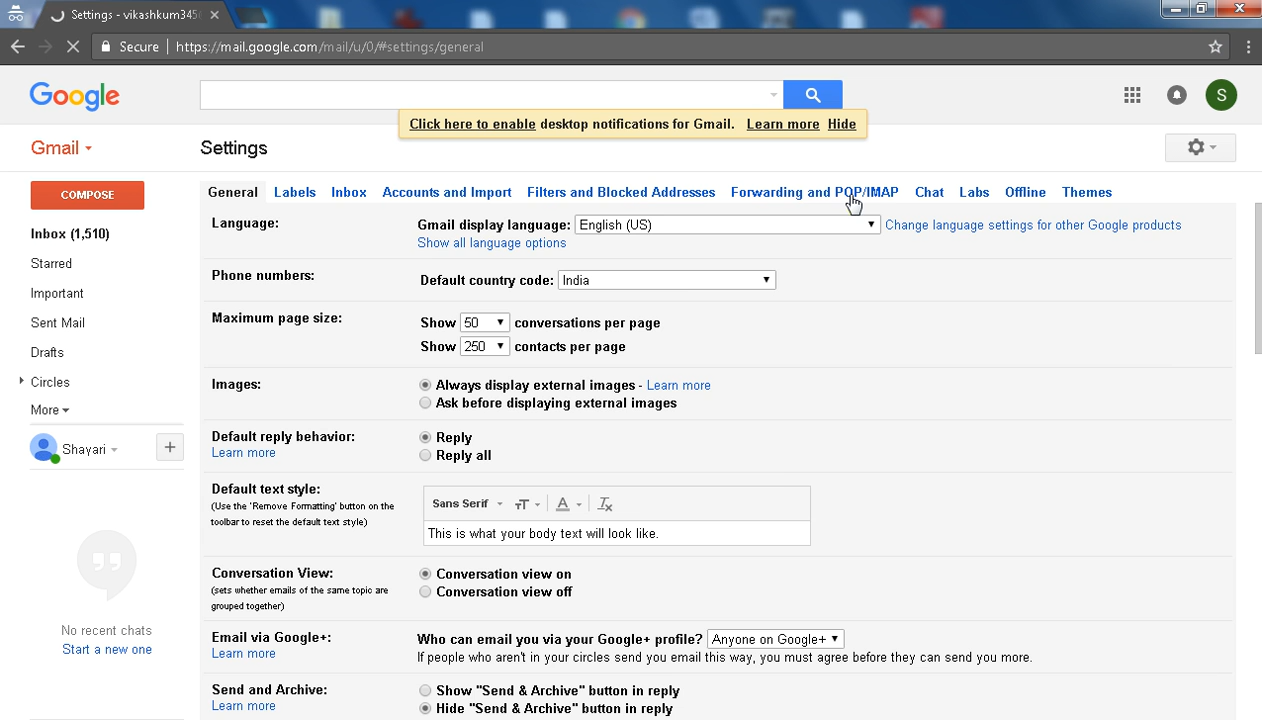 Settings - vikashkum345
Secure | https://mail.google.com/mail/u/0/#settings/general
Google
S
Click here to enable desktop notifications for Gmail. Learn more Hide
Gmail
Settings
COMPOSE
General Labels Inbox Accounts and Import Filters and Blocked Addresses Forwarding and POP/IMAP Chat Labs Offline Themes
Inbox (1,510)
Starred
Important
Sent Mail
Drafts
Circles
More
Shayari
No recent chats
Start a new one
Language:
Gmail display language: English (US) Change language settings for other Google products
Show all language options
Phone numbers:
Default country code: India
Maximum page size:
Show 50 conversations per page
Show 250 contacts per page
Images:
Always display external images - Learn more
Ask before displaying external images
Default reply behavior:
Learn more
Reply
Reply all
Default text style:
(Use the 'Remove Formatting' button on the
toolbar to reset the default text style)
Sans Serif
This is what your body text will look like.
Conversation View:
(sets whether emails of the same topic are
grouped together)
Conversation view on
Conversation view off
Email via Google+:
Learn more
Who can email you via your Google+ profile? Anyone on Google+
If people who aren't in your circles send you email this way, you must agree before they can send you more.
Send and Archive:
Learn more
Show "Send & Archive" button in reply
Hide "Send & Archive" button in reply